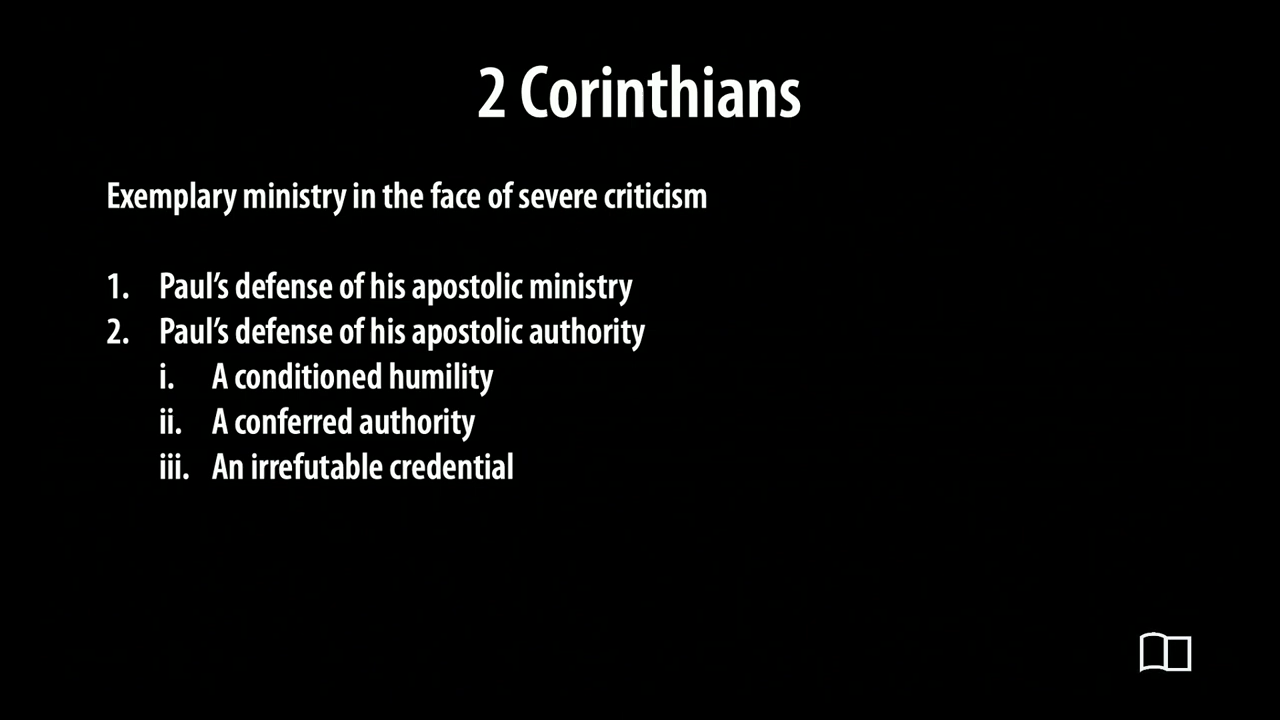 2 Corinthians
Exemplary ministry in the face of severe criticism
1. Paul’s defense of his apostolic ministry
2. Paul’s defense of his apostolic authority
i. A conditioned humility
ii. A conferred authority
iii. An irrefutable credential